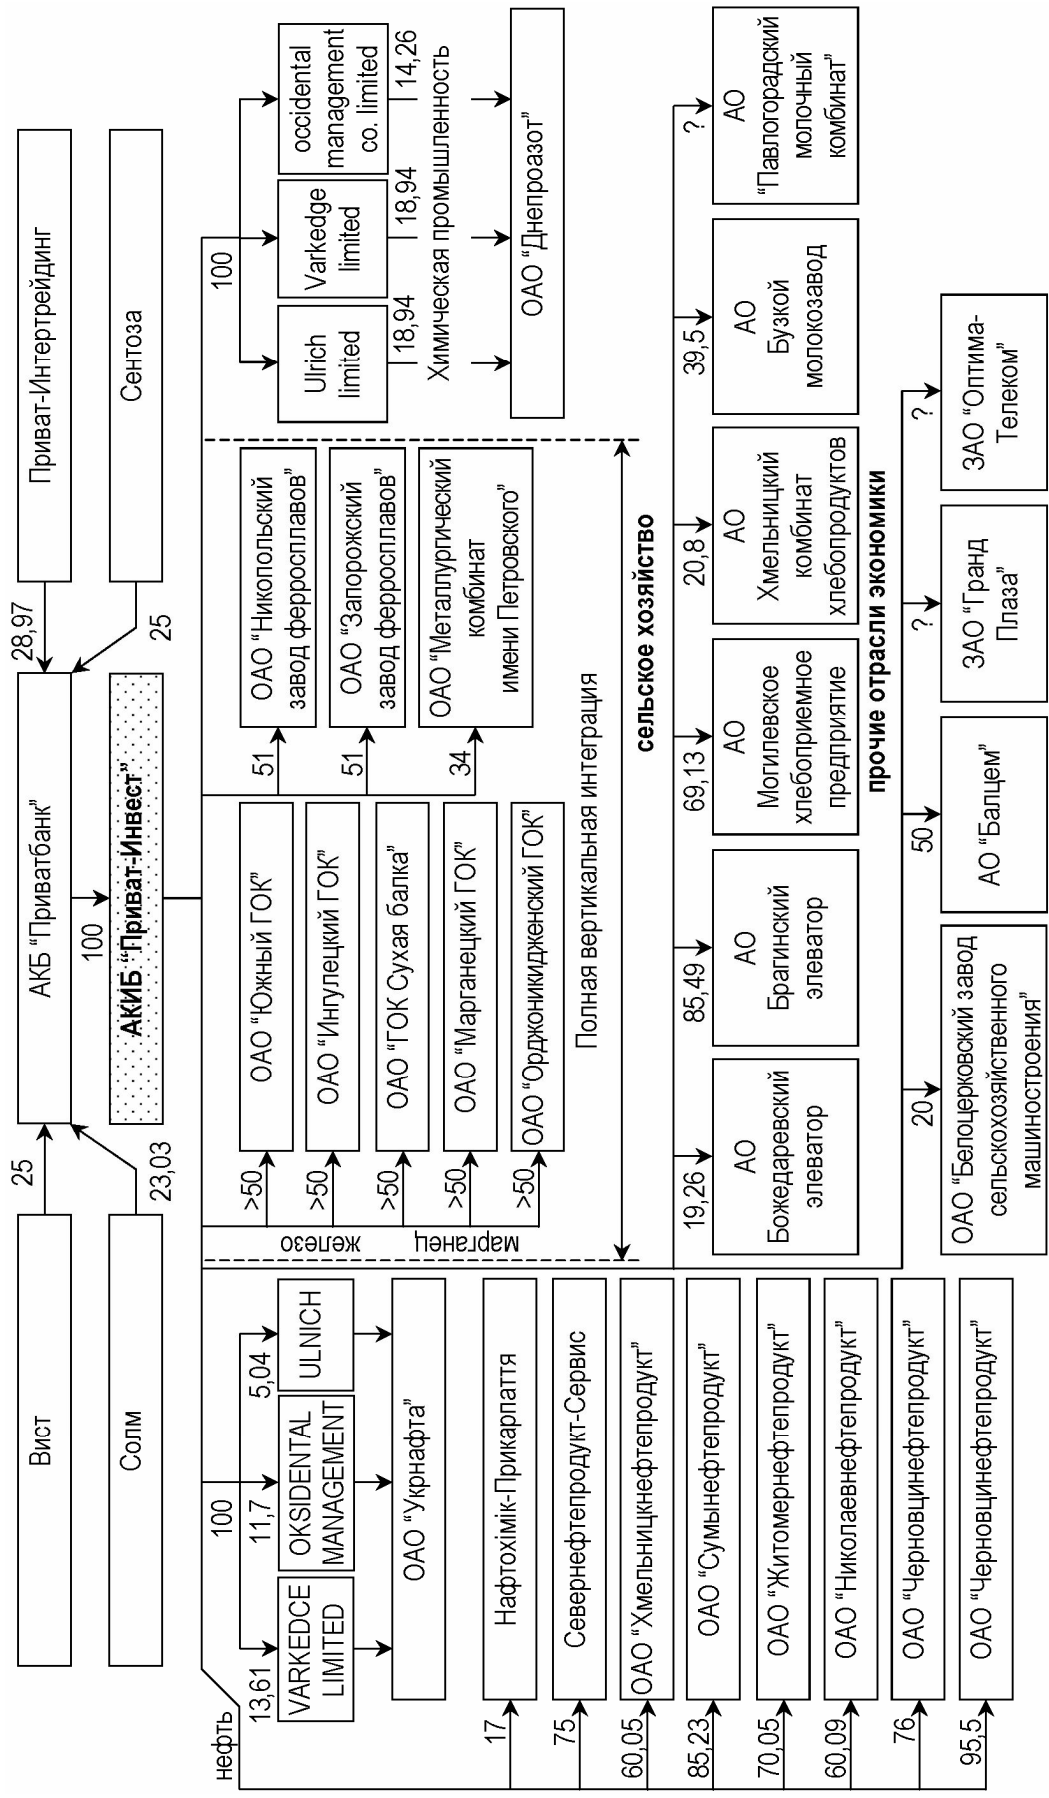 Вист
25
АКБ “Приватбанк”
28,97
Приват-Интертрейдинг
Солм
23,03
100
АКИБ “Приват-Инвест”
25
Сентоза
нефть
100
13,61
11,7
5,04
VARKEDCE
LIMITED
OKSIDENTAL
MANAGEMENT
ULNICH
ОАО “Укрнафта”
17
Нафтохімік-Прикарпаття
75
Севернефтепродукт-Сервис
60,05
ОАО “Хмельницкнефтепродукт”
85,23
ОАО “Сумынефтепродукт”
70,05
ОАО “Житомернефтепродукт”
60,09
ОАО “Николаевнефтепродукт”
76
ОАО “Черновцинефтепродукт”
95,5
ОАО “Черновцинефтепродукт”
железо
марганец
>50
ОАО “Южный ГОК”
>50
ОАО “Ингулецкий ГОК”
>50
ОАО “ГОК Сухая балка”
>50
ОАО “Марганецкий ГОК”
>50
ОАО “Орджоникидженский ГОК”
51
ОАО “Никопольский
завод ферросплавов”
51
ОАО “Запорожский
завод ферросплавов”
34
ОАО “Металлургический
комбинат
имени Петровского”
Полная вертикальная интеграция
100
Ulrich
limited
Varkedge
limited
occidental
management
co. limited
18,94
18,94
14,26
Химическая промышленность
ОАО “Днепроазот”
сельское хозяйство
19,26
АО
Божедаревский
элеватор
85,49
АО
Брагинский
элеватор
69,13
АО
Могилевское
хлебоприемное
предприятие
20,8
АО
Хмельницкий
комбинат
хлебопродуктов
39,5
АО
Бузкой
молокозавод
?
АО
“Павлогорадский
молочный
комбинат”
прочие отрасли экономики
20
ОАО “Белоцерковский завод
сельскохозяйственного
машиностроения”
50
АО “Балцем”
?
ЗАО “Гранд
Плаза”
?
ЗАО “Оптима-
Телеком”